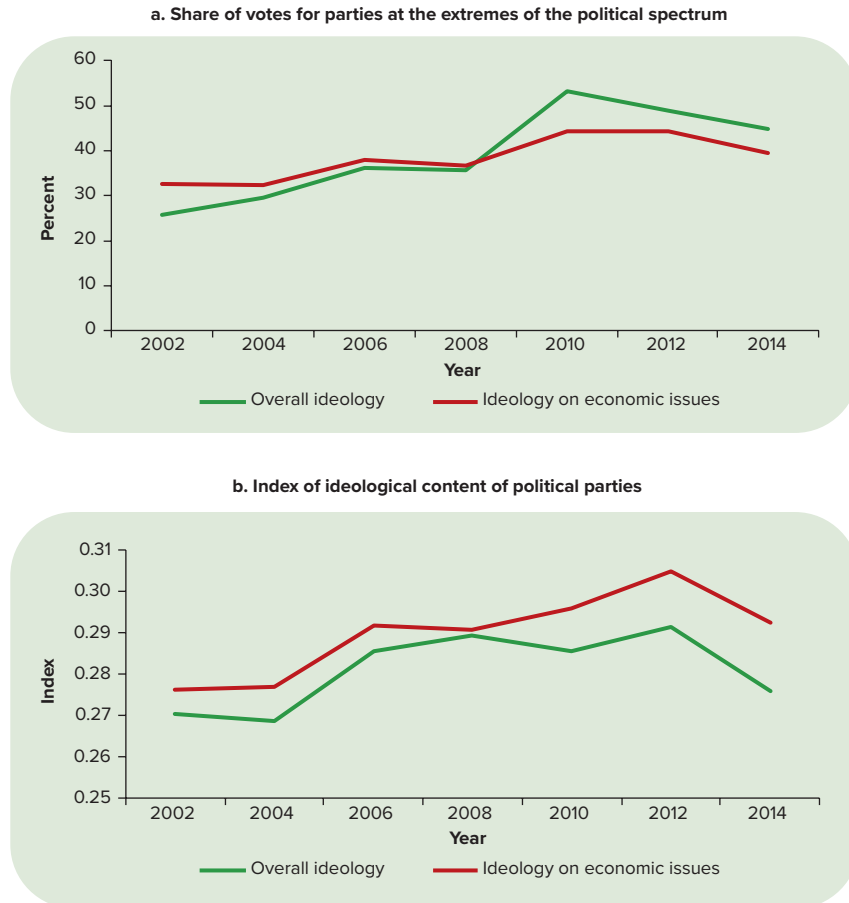 a. Share of votes for parties at the extremes of the political spectrum
60
50
40
30
20
10
0
Percent
2002 2004 2006 2008 2010 2012 2014
Year
Overall ideology Ideology on economic issues
b. Index of ideological content of political parties
0.31
0.30
0.29
0.28
0.27
0.26
0.25
Index
2002 2004 2006 2008 2010 2012 2014
Year
Overall ideology Ideology on economic issues